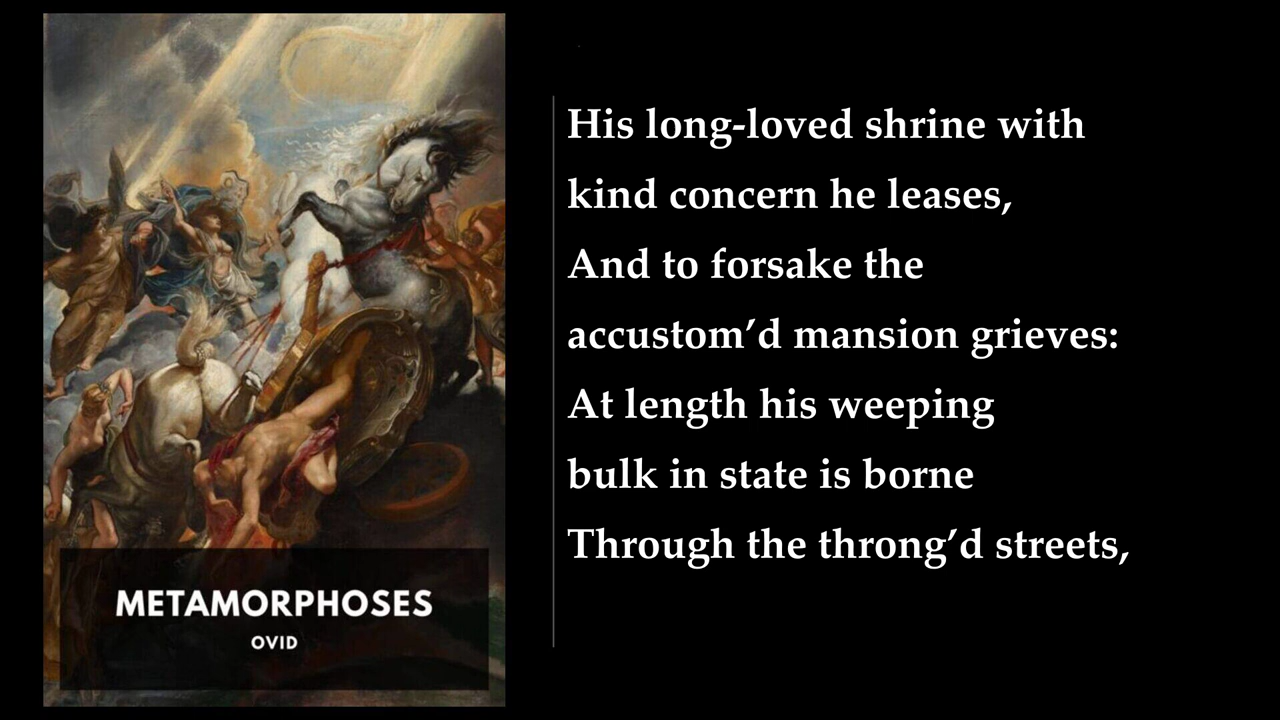 METAMORPHOSES
OVID
His long-loved shrine with
kind concern he leases,
And to forsake the
accustom’d mansion grieves:
At length his weeping
bulk in state is borne
Through the throng’d streets,